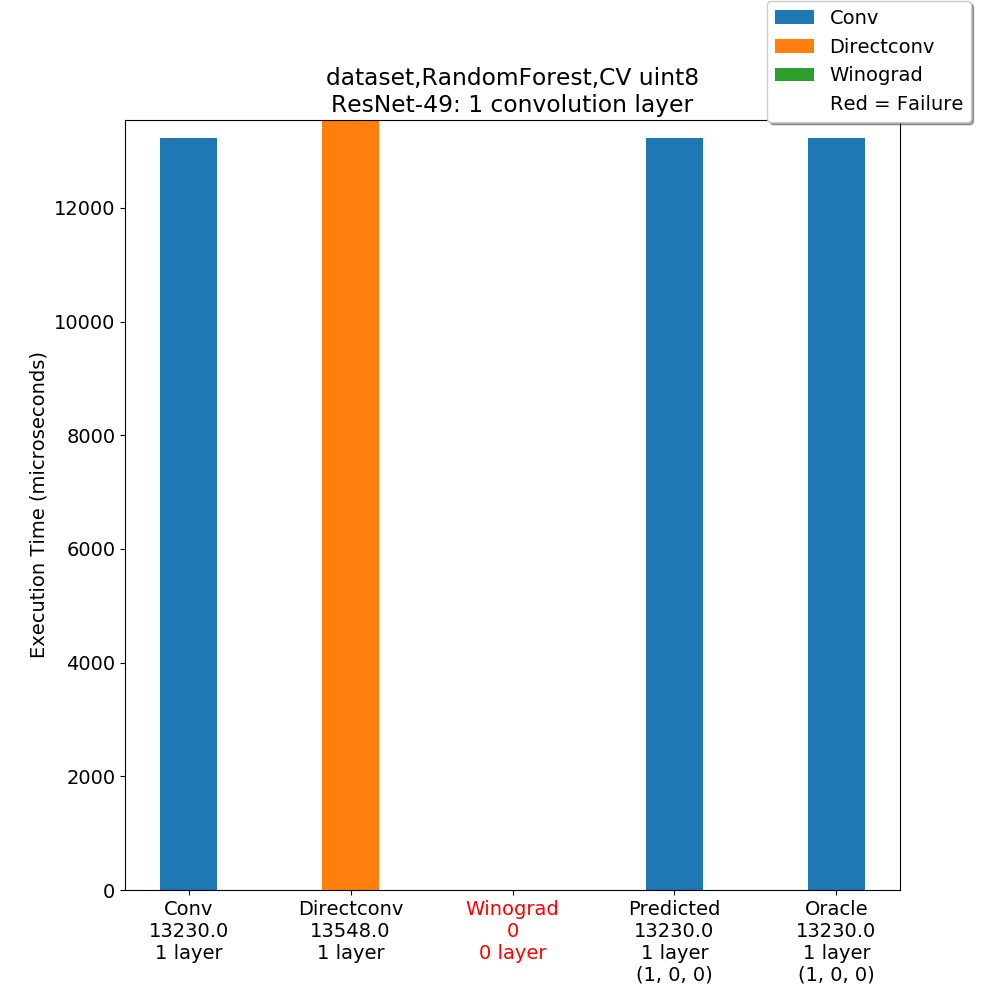 Conv
Directconv
Winograd
Red = Failure
dataset,RandomForest,CV uint8
ResNet-49: 1 convolution layer
Execution Time (microseconds)
12000
10000
8000
6000
4000
2000
0
Conv
13230.0
1 layer
Directconv
13548.0
1 layer
Winograd
0
0 layer
Predicted
13230.0
1 layer
(1, 0, 0)
Oracle
13230.0
1 layer
(1, 0, 0)